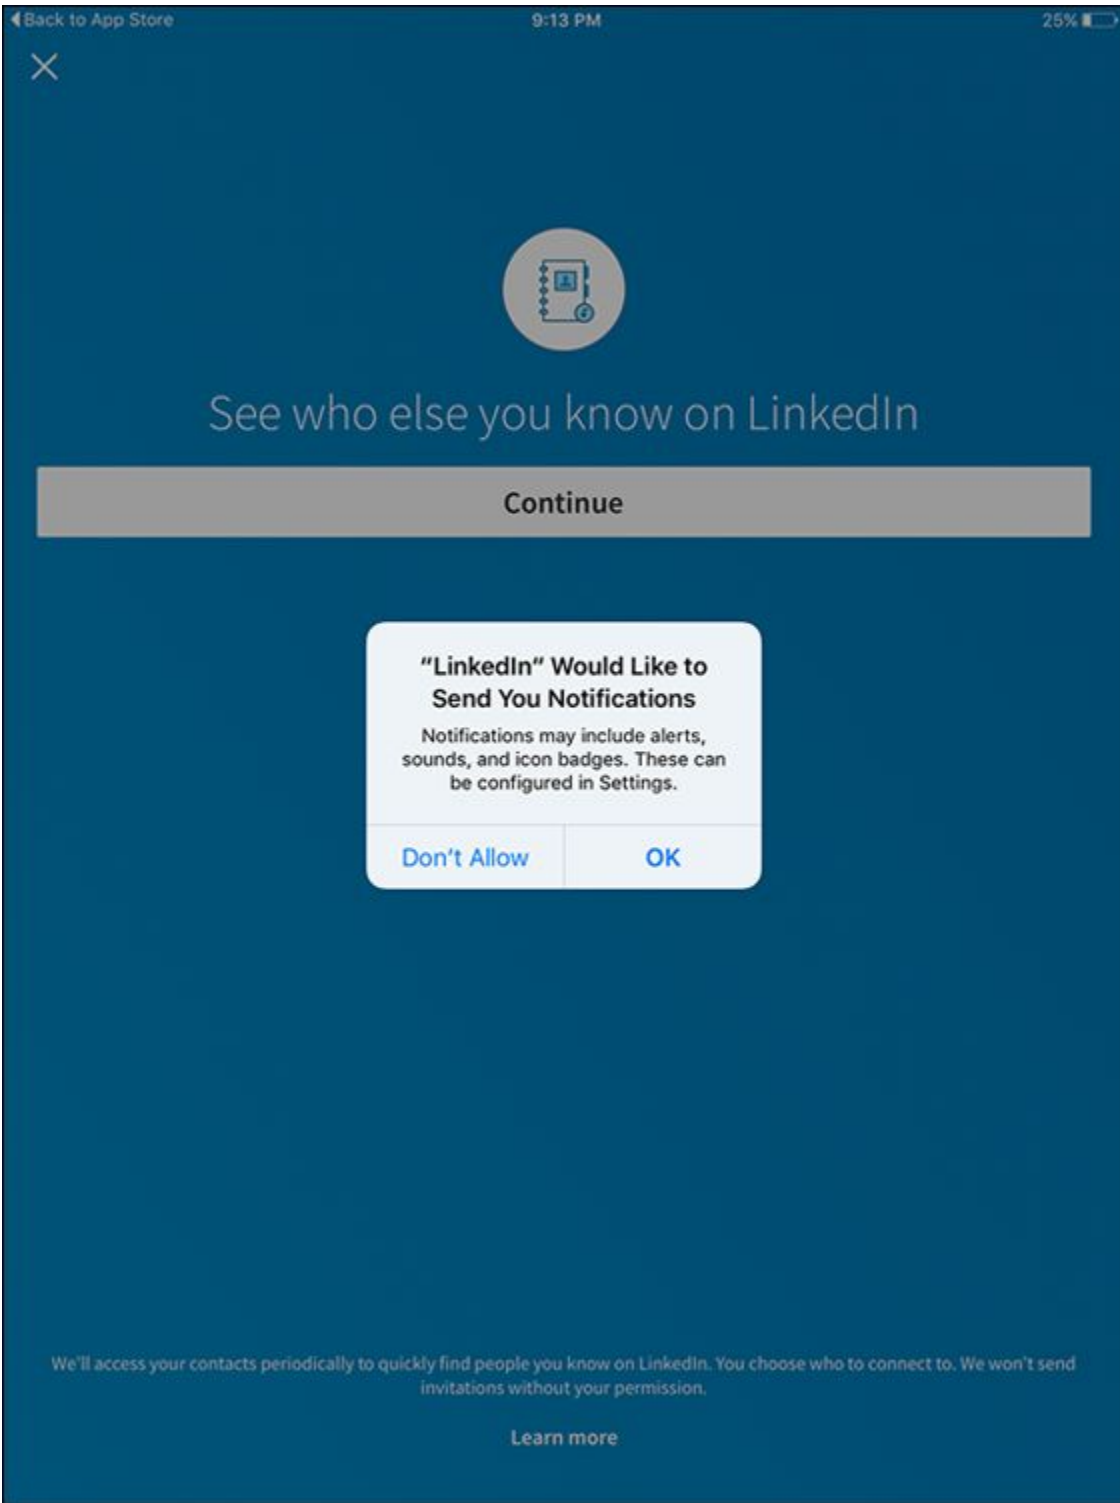 Back to App Store
9:13 PM
25%
See who else you know on LinkedIn
Continue
“LinkedIn” Would Like to
Send You Notifications
Notifications may include alerts,
sounds, and icon badges. These can
be configured in Settings.
Don't Allow
OK
We'll access your contacts periodically to quickly find people you know on LinkedIn. You choose who to connect to. We won't send
invitations without your permission.
Learn more